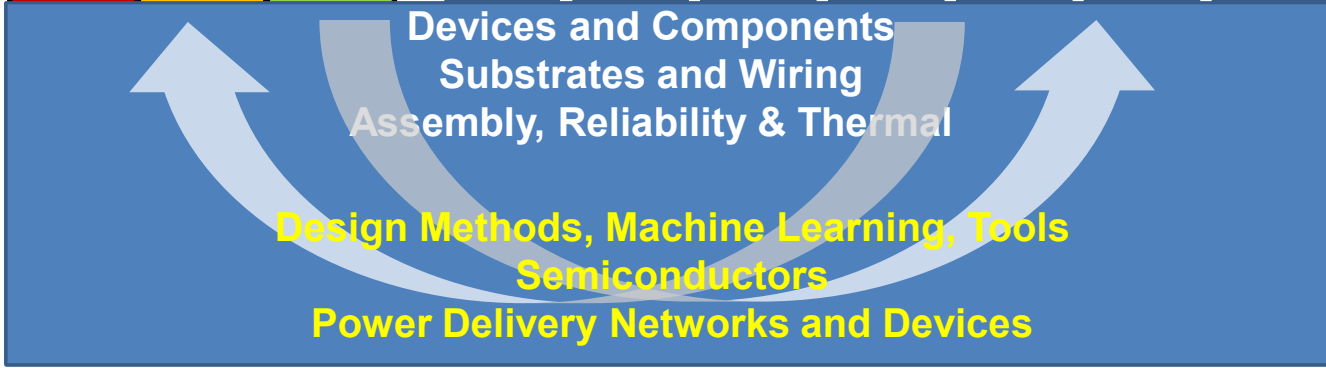 Devices and Components
Substrates and Wiring
Assembly, Reliability & Thermal
Design Methods, Machine Learning, Tools
Semiconductors
Power Delivery Networks and Devices